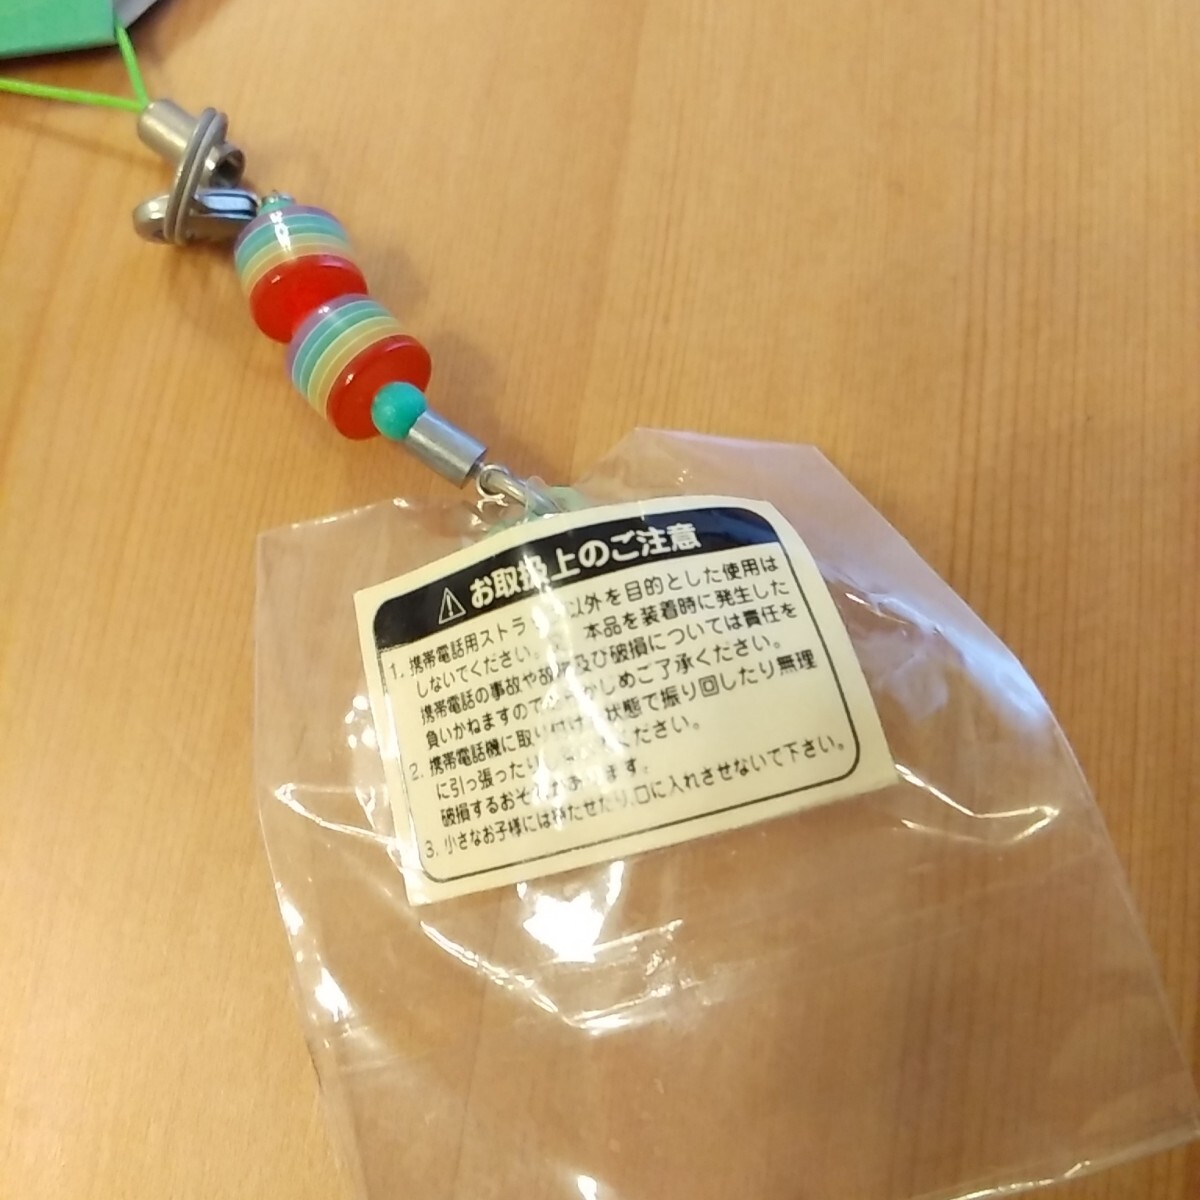 お取扱上のご注意
1. 携帯電話用ストラ 以外を目的とした使用は
しないでください。 本品を装着時に発生した
携帯電話の事故や故障及び破損については責任を
負いかねますので かじめご了承ください。
2. 携帯電話機に取り付け 状態で振り回したり無理
に引っ張ったり ください。
破損するおそれがあります。
3. 小さなお子様には持たせたり、口に入れさせないで下さい。